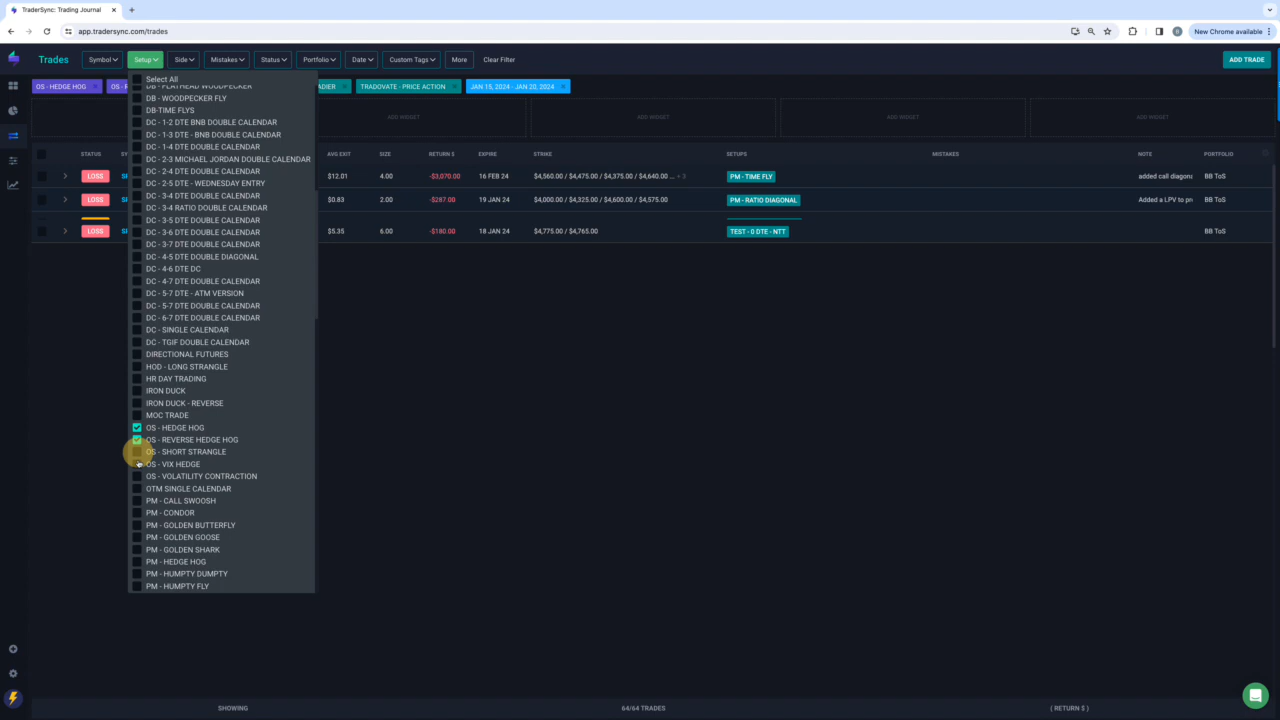 TraderSync: Trading Journal
New Chrome available
app.tradersync.com/trades
Trades
Symbol
Setup
Side
Mistakes
Status
Portfolio
Date
Custom Tags
More
Clear Filter
ADD TRADE
OS - HEDGE HOG
TRADOVATE - PRICE ACTION
JAN 15, 2024 - JAN 20, 2024
ADD WIDGET
ADD WIDGET
ADD WIDGET
ADD WIDGET
STATUS
AVG EXIT
SIZE
RETURN $
EXPIRE
STRIKE
SETUPS
MISTAKES
NOTE
PORTFOLIO
LOSS
$12.01
4.00
-$3,070.00
16 FEB 24
$4,560.00 / $4,475.00 / $4,375.00 / $4,640.00 ... + 3
PM - TIME FLY
added call diagona
BB ToS
LOSS
$0.83
2.00
-$287.00
19 JAN 24
$4,000.00 / $4,325.00 / $4,600.00 / $4,575.00
PM - RATIO DIAGONAL
Added a LPV to pr
BB ToS
LOSS
$5.35
6.00
-$180.00
18 JAN 24
$4,775.00 / $4,765.00
TEST - 0 DTE - NTT
BB ToS
Select All
DB - FLATHEAD WOODPECKER
DB - WOODPECKER FLY
DB-TIME FLYS
DC - 1-2 DTE BNB DOUBLE CALENDAR
DC - 1-3 DTE - BNB DOUBLE CALENDAR
DC - 1-4 DTE DOUBLE CALENDAR
DC - 2-3 MICHAEL JORDAN DOUBLE CALENDAR
DC - 2-4 DTE DOUBLE CALENDAR
DC - 2-5 DTE - WEDNESDAY ENTRY
DC - 3-4 DTE DOUBLE CALENDAR
DC - 3-4 RATIO DOUBLE CALENDAR
DC - 3-5 DTE DOUBLE CALENDAR
DC - 3-6 DTE DOUBLE CALENDAR
DC - 3-7 DTE DOUBLE CALENDAR
DC - 4-5 DTE DOUBLE DIAGONAL
DC - 4-6 DTE DC
DC - 4-7 DTE DOUBLE CALENDAR
DC - 5-7 DTE - ATM VERSION
DC - 5-7 DTE DOUBLE CALENDAR
DC - 6-7 DTE DOUBLE CALENDAR
DC - SINGLE CALENDAR
DC - TGIF DOUBLE CALENDAR
DIRECTIONAL FUTURES
HOD - LONG STRANGLE
HR DAY TRADING
IRON DUCK
IRON DUCK - REVERSE
MOC TRADE
OS - HEDGE HOG
OS - REVERSE HEDGE HOG
OS - SHORT STRANGLE
OS - VIX HEDGE
OS - VOLATILITY CONTRACTION
OTM SINGLE CALENDAR
PM - CALL SWOOSH
PM - CONDOR
PM - GOLDEN BUTTERFLY
PM - GOLDEN GOOSE
PM - GOLDEN SHARK
PM - HEDGE HOG
PM - HUMPTY DUMPTY
PM - HUMPTY FLY
SHOWING
64/64 TRADES
( RETURN $ )